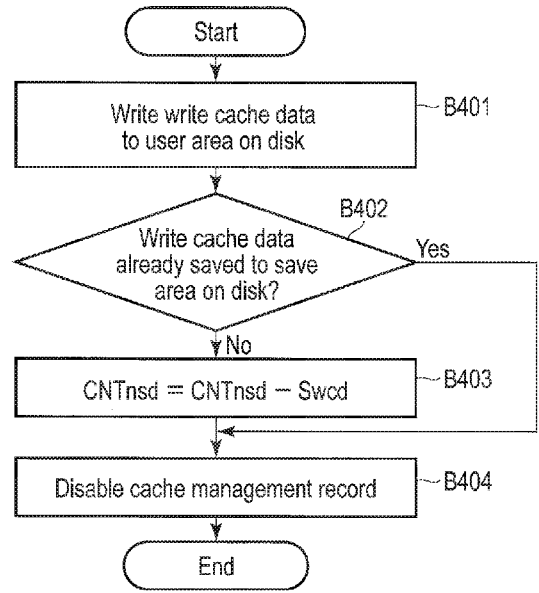 Start
Write write cache data
to user area on disk
B401
B402
Write cache data
already saved to save
area on disk?
Yes
No
CNTnsd = CNTnsd − Swcd
B403
Disable cache management record
B404
End